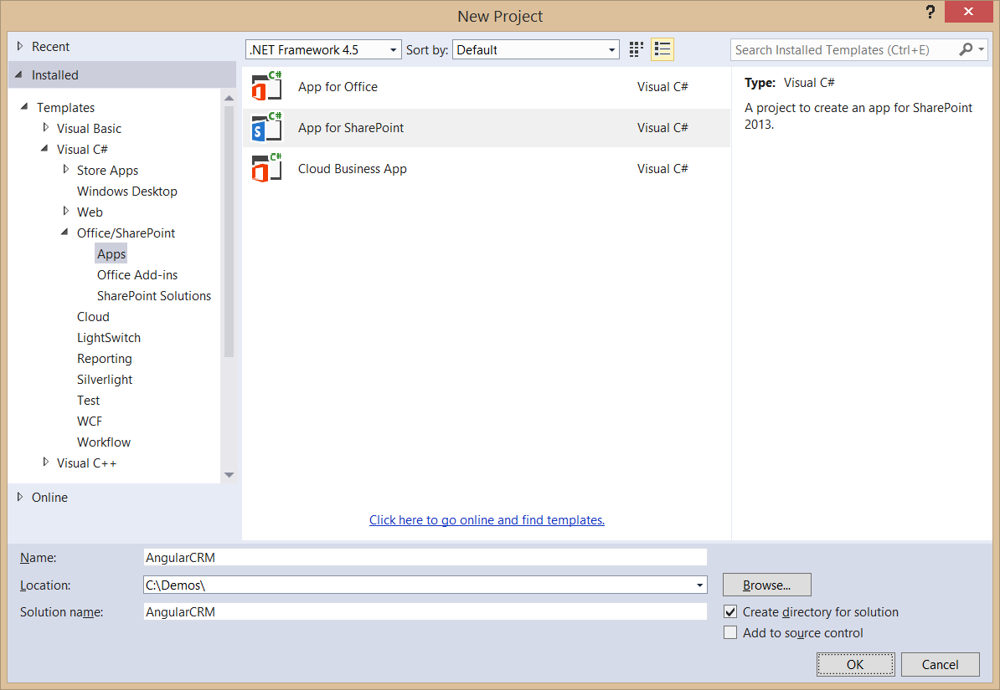 New Project
?
Recent
Installed
Templates
Visual Basic
Visual C#
Store Apps
Windows Desktop
Web
Office/SharePoint
Apps
Office Add-ins
SharePoint Solutions
Cloud
LightSwitch
Reporting
Silverlight
Test
WCF
Workflow
Visual C++
Online
.NET Framework 4.5 Sort by: Default
C# App for Office Visual C#
C# S App for SharePoint Visual C#
C# Cloud Business App Visual C#
Click here to go online and find templates.
Search Installed Templates (Ctrl+E)
Type: Visual C#
A project to create an app for SharePoint
2013.
Name: AngularCRM
Location: C:\Demos\ Browse...
Solution name: AngularCRM
Create directory for solution
Add to source control
OK Cancel